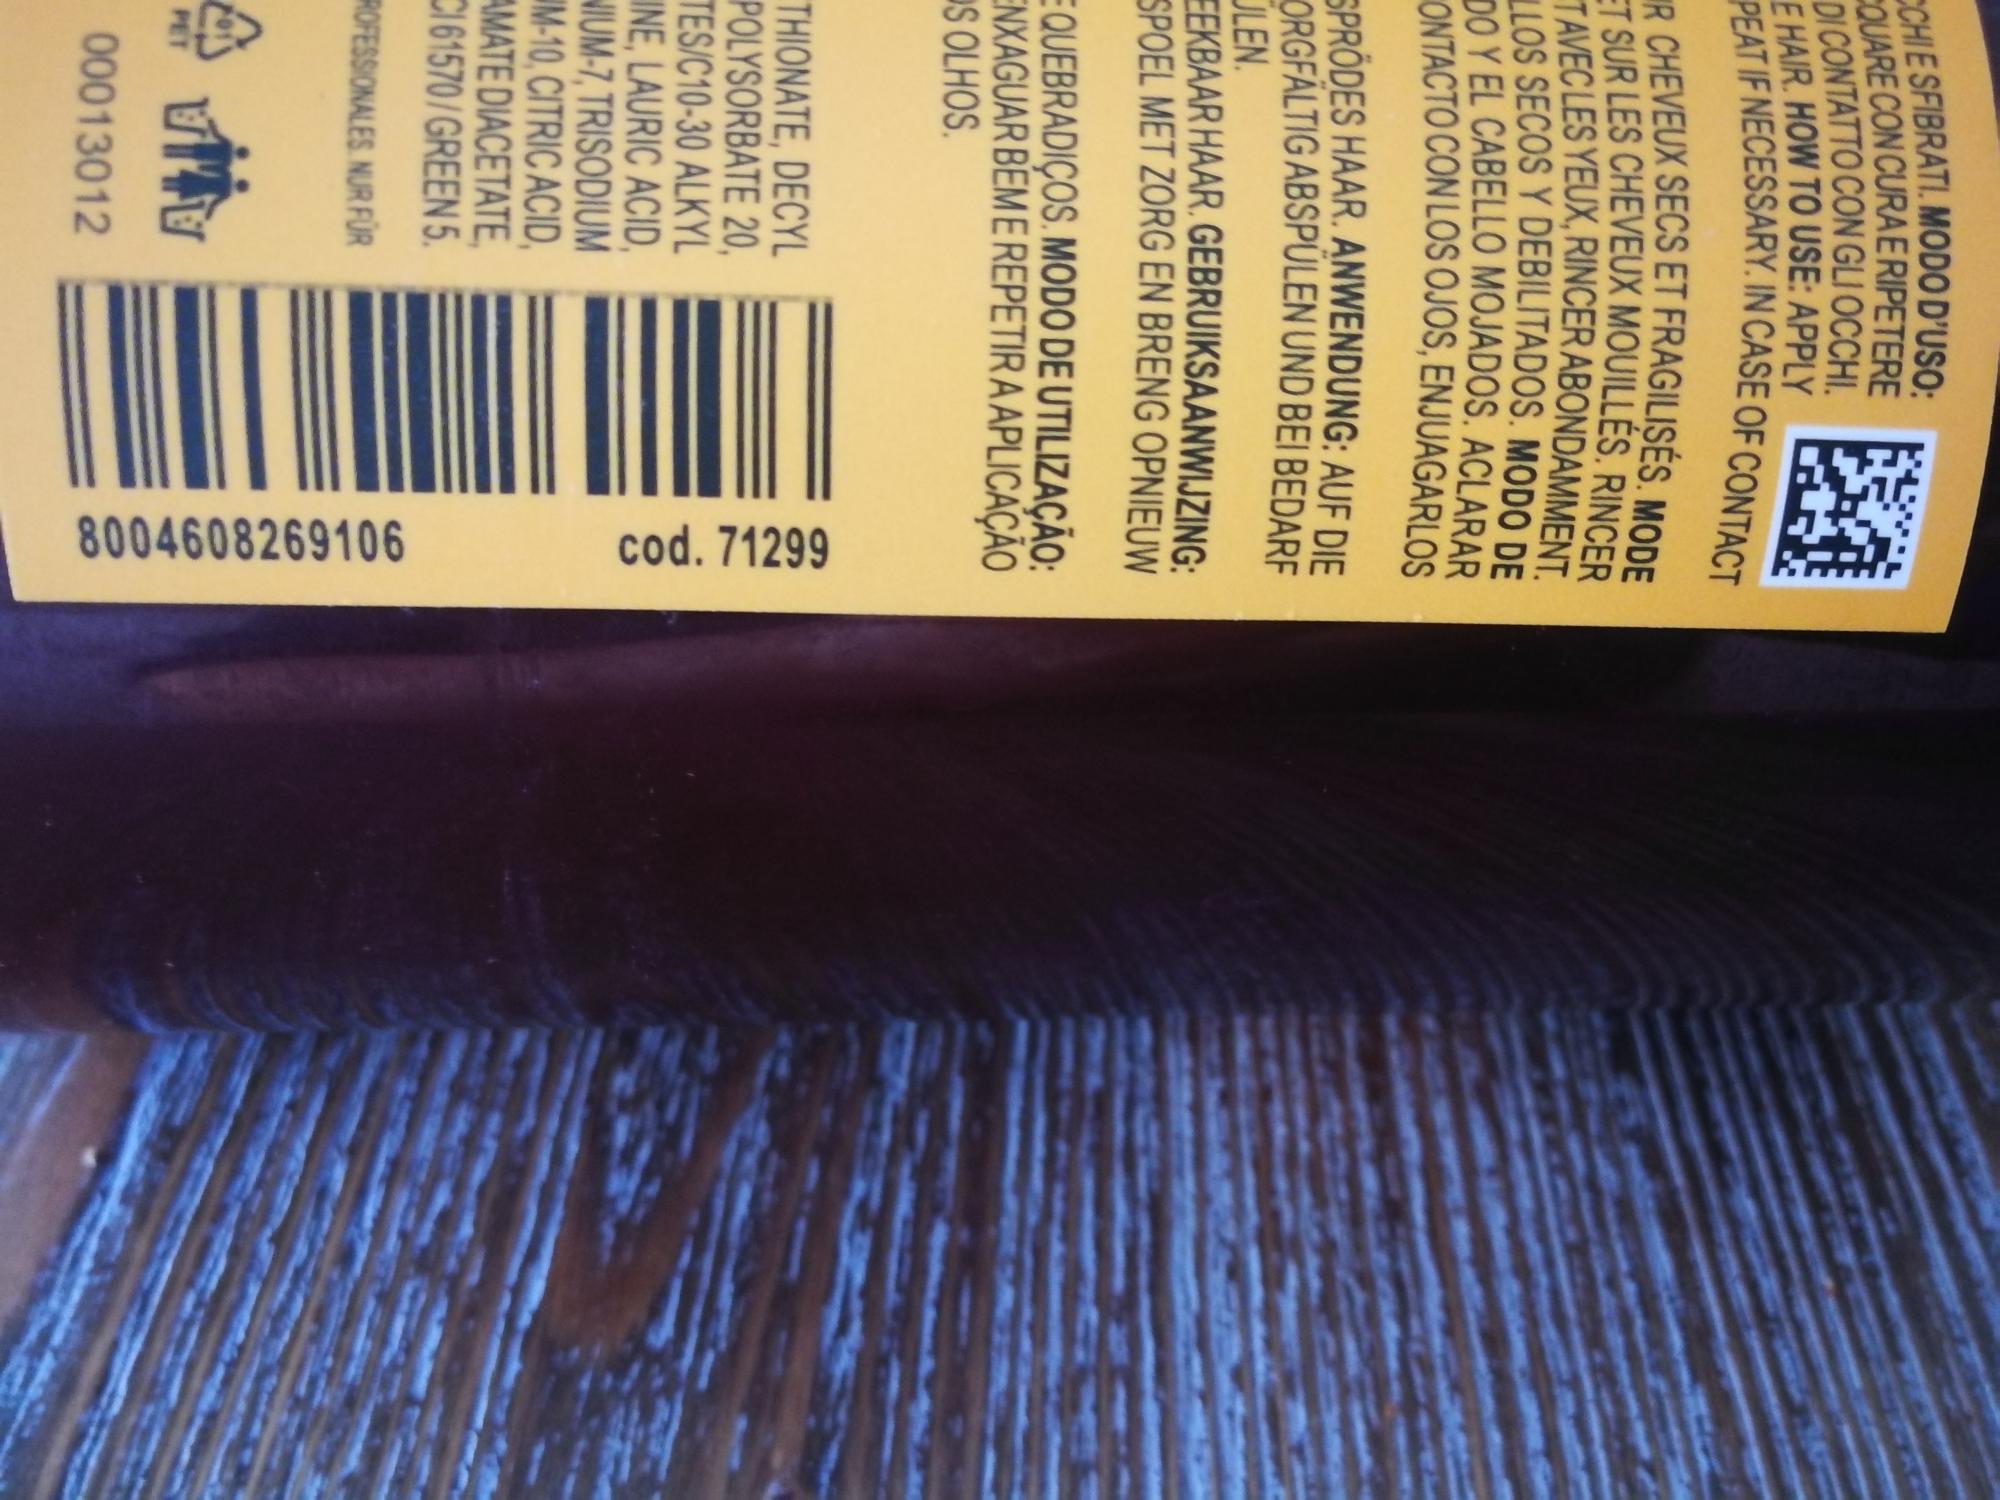 CCHI E SFIBRATI. MODO D'USO:
CQUARE CON CURA E RIPETERE
DI CONTATTO CON GLI OCCHI.
E HAIR. HOW TO USE: APPLY
PEAT IF NECESSARY. IN CASE OF CONTACT
IR CHEVEUX SECS ET FRAGILISÉS. MODE
ET SUR LES CHEVEUX MOUILLÉS. RINCER
T AVEC LES YEUX, RINCER ABONDAMMENT.
LLOS SECOS Y DEBILITADOS. MODO DE
DO Y EL CABELLO MOJADOS. ACLARAR
ONTACTO CON LOS OJOS, ENJUAGARLOS
SPRÖDES HAAR. ANWENDUNG: AUF DIE
ORGFÄLTIG ABSPÜLEN UND BEI BEDARF
ÜLEN.
EEKBAAR HAAR. GEBRUIKSAANWIJZING:
SPOEL MET ZORG EN BRENG OPNIEUW
E QUEBRADIÇOS. MODO DE UTILIZAÇÃO:
ENXAGUAR BEM E REPETIR A APLICAÇÃO
OS OLHOS.
THIONATE, DECYL
POLYSORBATE 20,
TES/C10-30 ALKYL
INE, LAURIC ACID,
NIUM-7, TRISODIUM
UM-10, CITRIC ACID,
AMATE DIACETATE,
CI 61570 / GREEN 5.
ROFESSIONALES. NUR FÜR
01
PET
00013012
cod. 71299
8004608269106